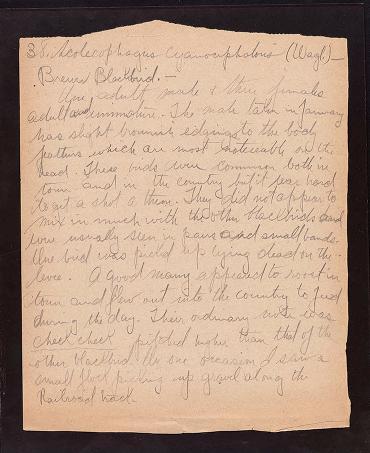 38. Scolecophagus cyanocephalus (Wagl.) —
Brewer Blackbird. —
One adult male & three females
adult and immature. The male taken in January
has slight brownish edgings to the body
feathers which are most noticeable on the
head. These birds were common both in
town and in the country but it was hard
to get a shot at them. They did not appear to
mix in much with the other blackbirds and
were usually seen in pairs and small bands.
One bird was picked up lying dead on the
levee. A good many appeared to roost in
town and flew out into the country to feed
during the day. Their ordinary note was
check check pitched higher than that of the
other blackbird. On one occasion I saw a
small flock picking up gravel along the
Railroad track.